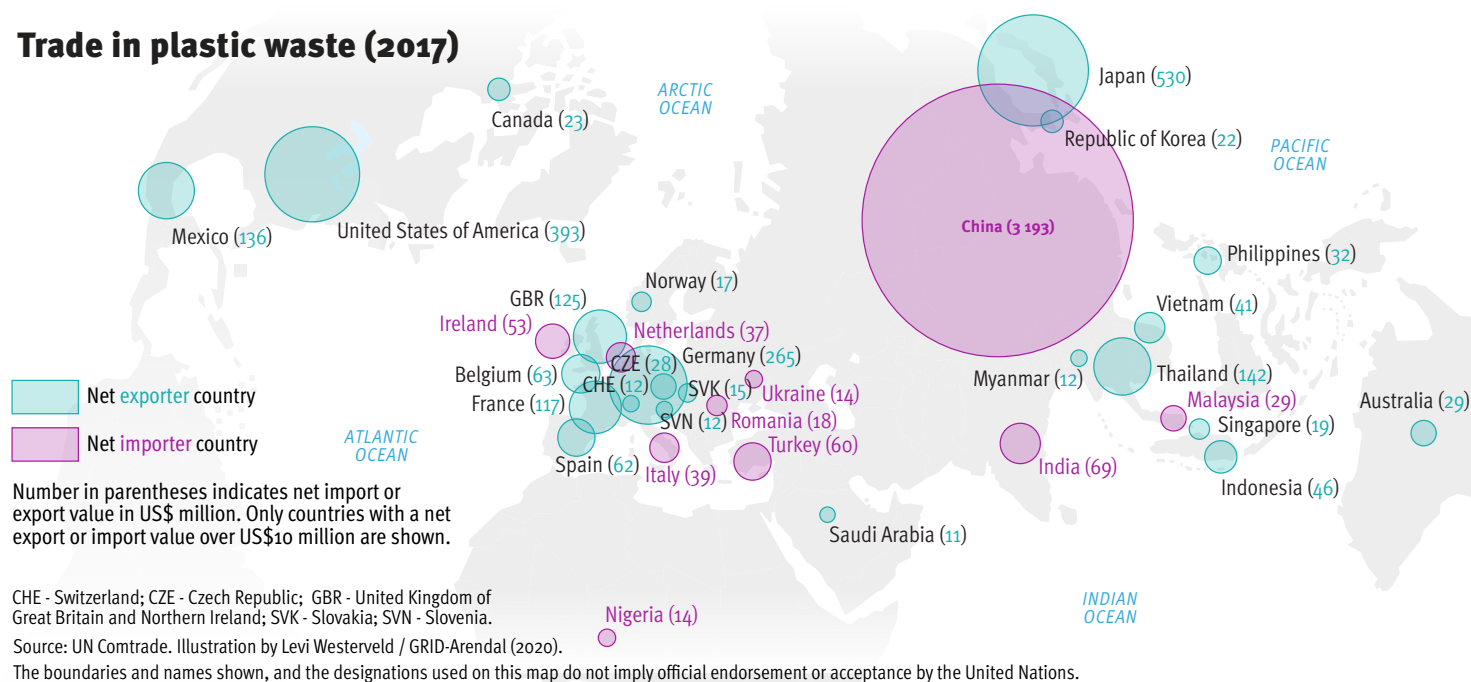 Trade in plastic waste (2017)
ARCTIC
OCEAN
Japan (530)
Canada (23)
Republic of Korea (22)
PACIFIC
OCEAN
Mexico (136)
United States of America (393)
China (3 193)
Philippines (32)
Norway (17)
GBR (125)
Vietnam (41)
Ireland (53)
Netherlands (37)
CZE (28)
Germany (265)
Belgium (63)
CHE (12)
SVK (15)
Ukraine (14)
Myanmar (12)
Thailand (142)
France (117)
Malaysia (29)
Australia (29)
SVN (12)
Romania (18)
Singapore (19)
Turkey (60)
Spain (62)
Italy (39)
India (69)
Indonesia (46)
ATLANTIC
OCEAN
Net exporter country
Net importer country
Number in parentheses indicates net import or
export value in US$ million. Only countries with a net
export or import value over US$10 million are shown.
Saudi Arabia (11)
Nigeria (14)
INDIAN
OCEAN
CHE - Switzerland; CZE - Czech Republic; GBR - United Kingdom of
Great Britain and Northern Ireland; SVK - Slovakia; SVN - Slovenia.
Source: UN Comtrade. Illustration by Levi Westerveld / GRID-Arendal (2020).
The boundaries and names shown, and the designations used on this map do not imply official endorsement or acceptance by the United Nations.